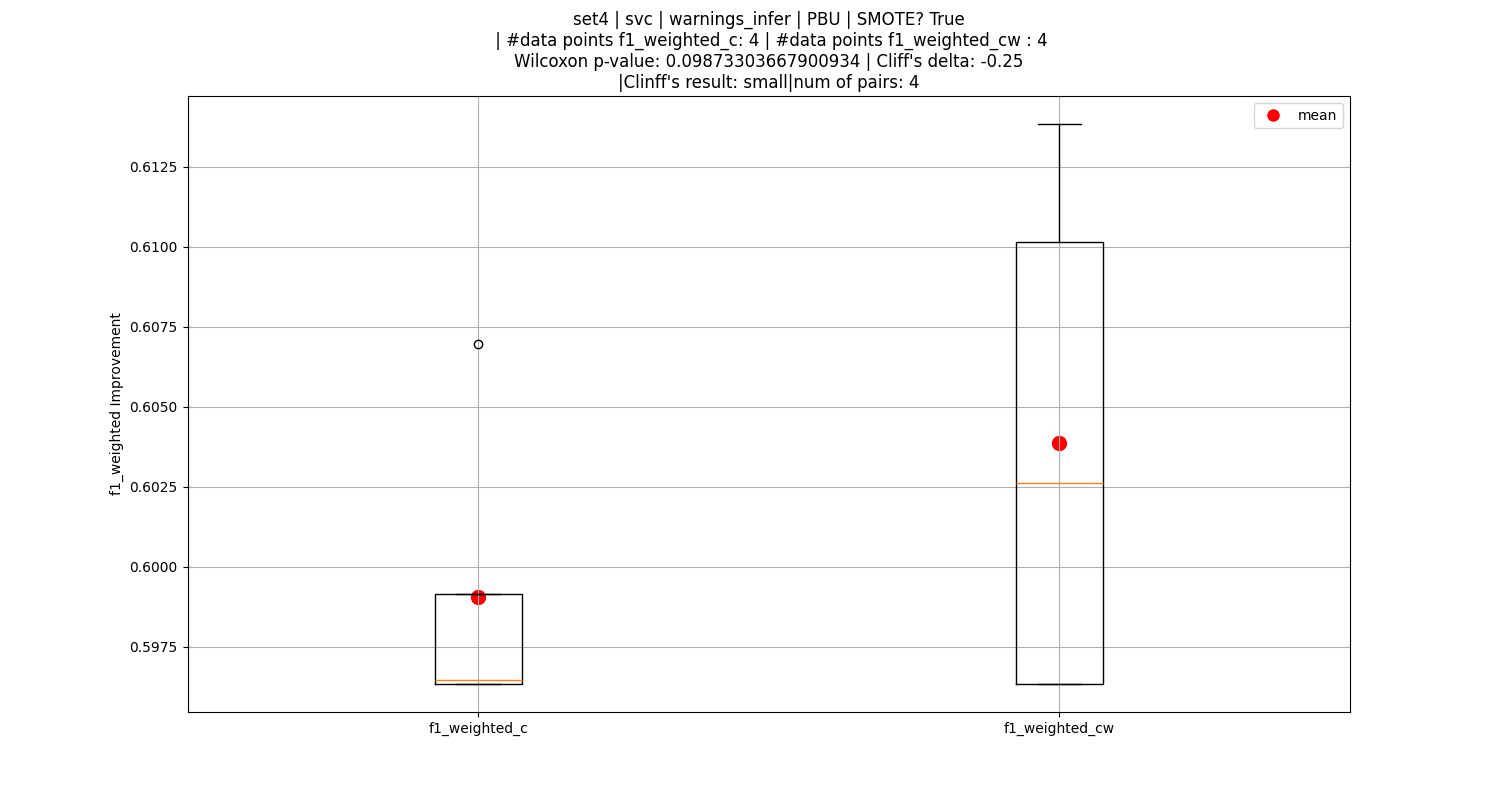 set4 | svc | warnings_infer | PBU | SMOTE? True
| #data points f1_weighted_c: 4 | #data points f1_weighted_cw : 4
Wilcoxon p-value: 0.09873303667900934 | Cliff's delta: -0.25
|Clinff's result: small|num of pairs: 4
mean
0.6125
0.6100
0.6075
0.6050
0.6025
0.6000
0.5975
f1_weighted Improvement
f1_weighted_c
f1_weighted_cw